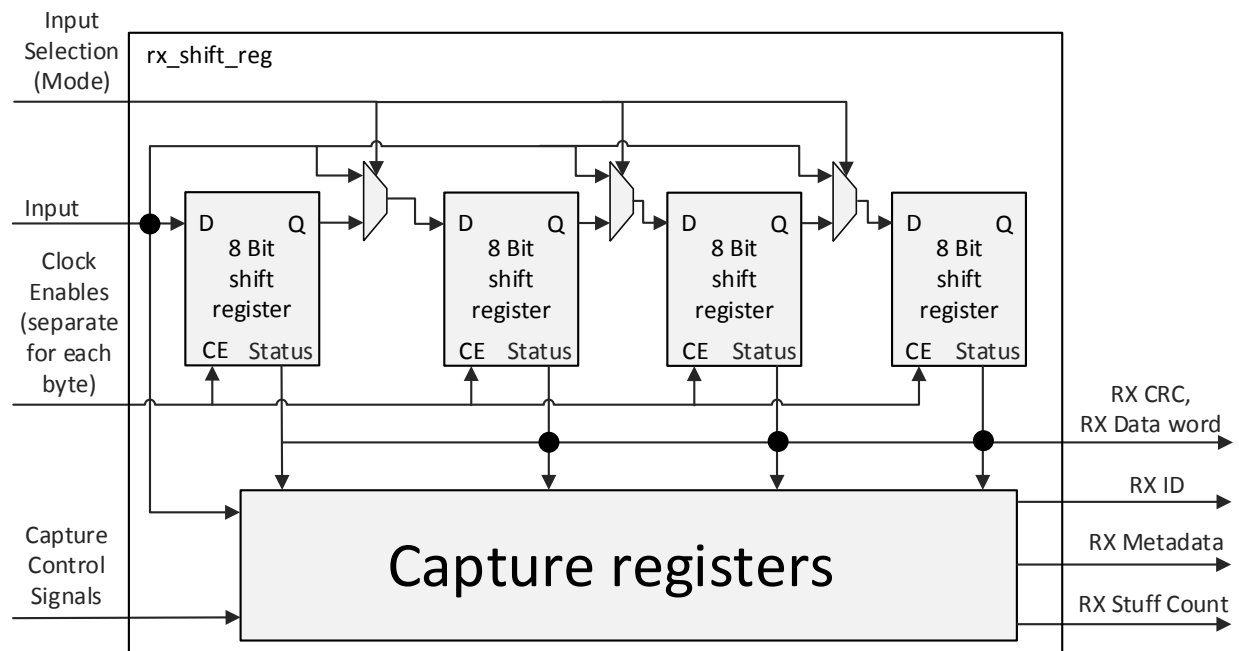 Input
Selection
(Mode)
rx_shift_reg
Input
D Q
8 Bit
shift
register
CE Status
D Q
8 Bit
shift
register
CE Status
D Q
8 Bit
shift
register
CE Status
D Q
8 Bit
shift
register
CE Status
Clock
Enables
(separate
for each
byte)
RX CRC,
RX Data word
RX ID
RX Metadata
RX Stuff Count
Capture
Control
Signals
Capture registers